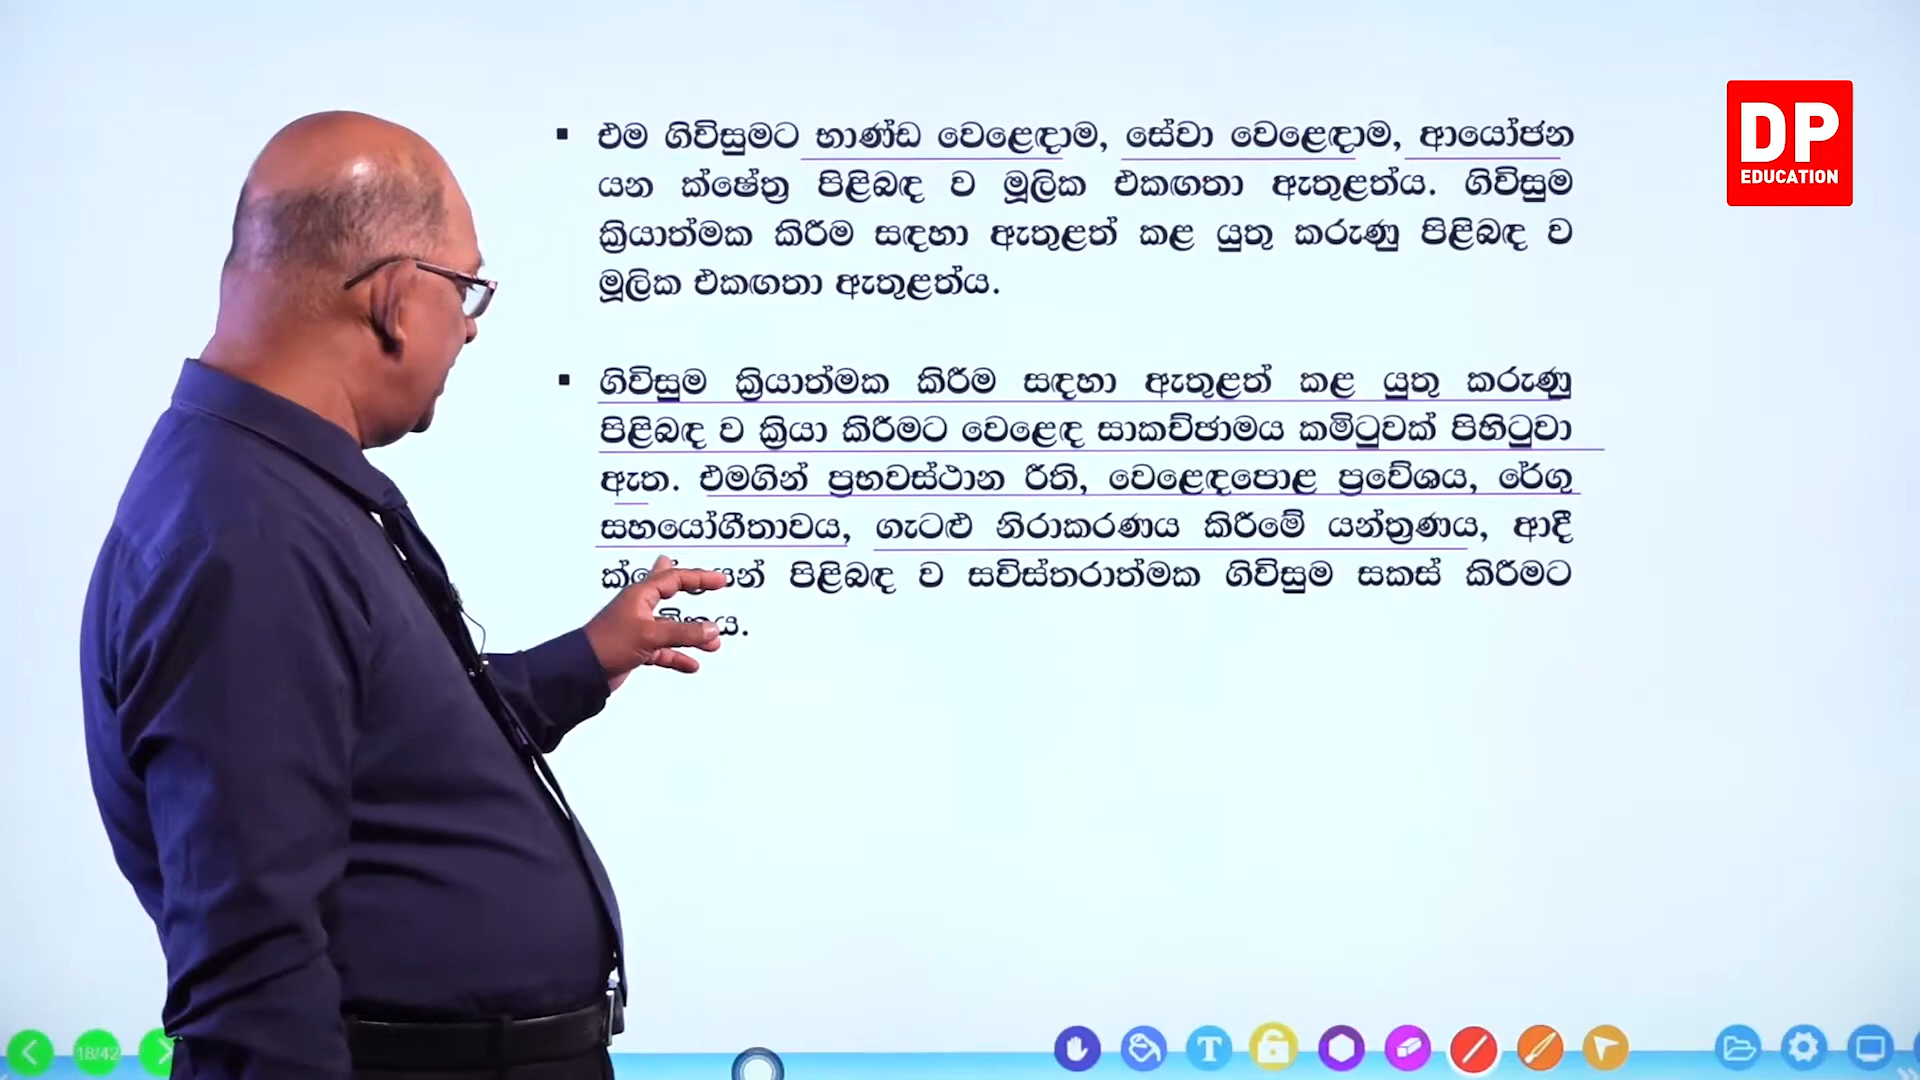 DP
EDUCATION
▪ එම ගිවිසුමට භාණ්ඩ වෙළෙඳාම, සේවා වෙළෙඳාම, ආයෝජන
යන ක්ෂේත්‍ර පිළිබඳ ව මූලික එකඟතා ඇතුළත්ය. ගිවිසුම
ක්‍රියාත්මක කිරීම සඳහා ඇතුළත් කළ යුතු කරුණු පිළිබඳ ව
මූලික එකඟතා ඇතුළත්ය.
▪ ගිවිසුම ක්‍රියාත්මක කිරීම සඳහා ඇතුළත් කළ යුතු කරුණු
පිළිබඳ ව ක්‍රියා කිරීමට වෙළෙඳ සාකච්ඡාමය කමිටුවක් පිහිටුවා
ඇත. එමගින් ප්‍රභවස්ථාන රීති, වෙළෙඳපොළ ප්‍රවේශය, රේගු
සහයෝගීතාවය, ගැටළු නිරාකරණය කිරීමේ යන්ත්‍රණය, ආදී
පිළිබඳ ව සවිස්තරාත්මක ගිවිසුම සකස් කිරීමට
18/42
T